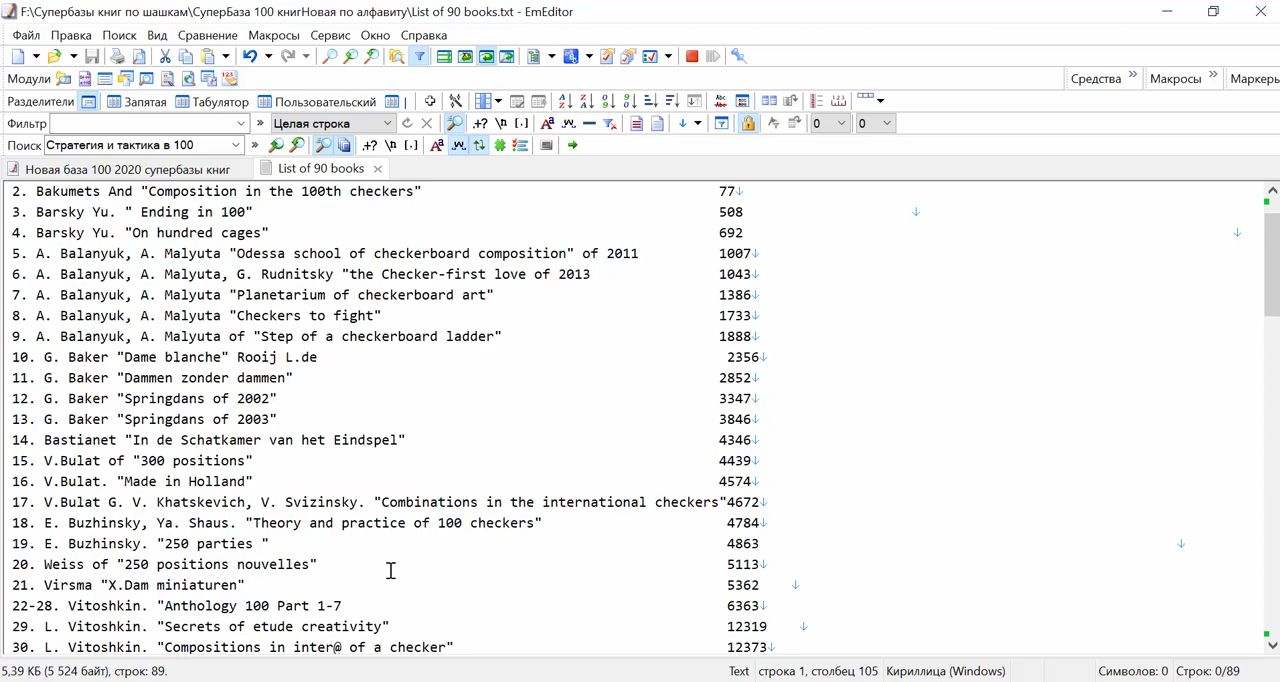 F:\Супербазы книг по шашкам\СуперБаза 100 книгНовая по алфавиту\List of 90 books.txt - EmEditor
Файл Правка Поиск Вид Сравнение Макросы Сервис Окно Справка
Модули Средства » Макросы » Маркеры
Разделители Запятая Табулятор Пользовательский
Фильтр » Целая строка 0 0
Поиск Стратегия и тактика в 100 »
Новая база 100 2020 супербазы книг List of 90 books ×
2. Bakumets And "Composition in the 100th checkers" 77↓
3. Barsky Yu. " Ending in 100" 508 ↓
4. Barsky Yu. "On hundred cages" 692 ↓
5. A. Balanyuk, A. Malyuta "Odessa school of checkerboard composition" of 2011 1007↓
6. A. Balanyuk, A. Malyuta, G. Rudnitsky "the Checker-first love of 2013 1043↓
7. A. Balanyuk, A. Malyuta "Planetarium of checkerboard art" 1386↓
8. A. Balanyuk, A. Malyuta "Checkers to fight" 1733↓
9. A. Balanyuk, A. Malyuta of "Step of a checkerboard ladder" 1888↓
10. G. Baker "Dame blanche" Rooij L.de 2356↓
11. G. Baker "Dammen zonder dammen" 2852↓
12. G. Baker "Springdans of 2002" 3347↓
13. G. Baker "Springdans of 2003" 3846↓
14. Bastianet "In de Schatkamer van het Eindspel" 4346↓
15. V.Bulat of "300 positions" 4439↓
16. V.Bulat. "Made in Holland" 4574↓
17. V.Bulat G. V. Khatskevich, V. Svizinsky. "Combinations in the international checkers"4672↓
18. E. Buzhinsky, Ya. Shaus. "Theory and practice of 100 checkers" 4784↓
19. E. Buzhinsky. "250 parties " 4863 ↓
20. Weiss of "250 positions nouvelles" 5113↓
21. Virsma "X.Dam miniaturen" 5362 ↓
22-28. Vitoshkin. "Anthology 100 Part 1-7 6363↓
29. L. Vitoshkin. "Secrets of etude creativity" 12319 ↓
30. L. Vitoshkin. "Compositions in inter@ of a checker" 12373↓
5,39 КБ (5 524 байт), строк: 89. Text строка 1, столбец 105 Кириллица (Windows) Символов: 0 Строк: 0/89